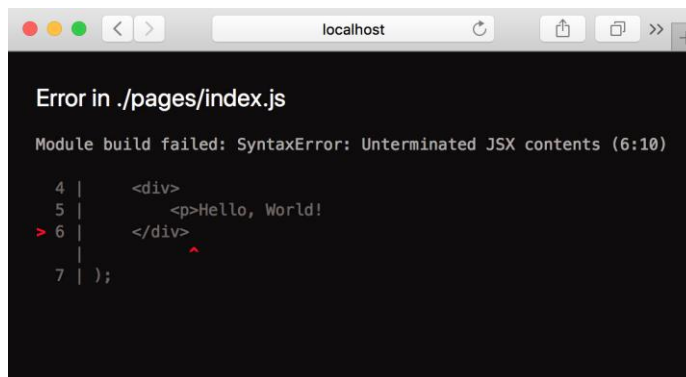 localhost
Error in ./pages/index.js
Module build failed: SyntaxError: Unterminated JSX contents (6:10)
4 |     <div>
5 |         <p>Hello, World!
> 6 |     </div>
|           ^
7 | );